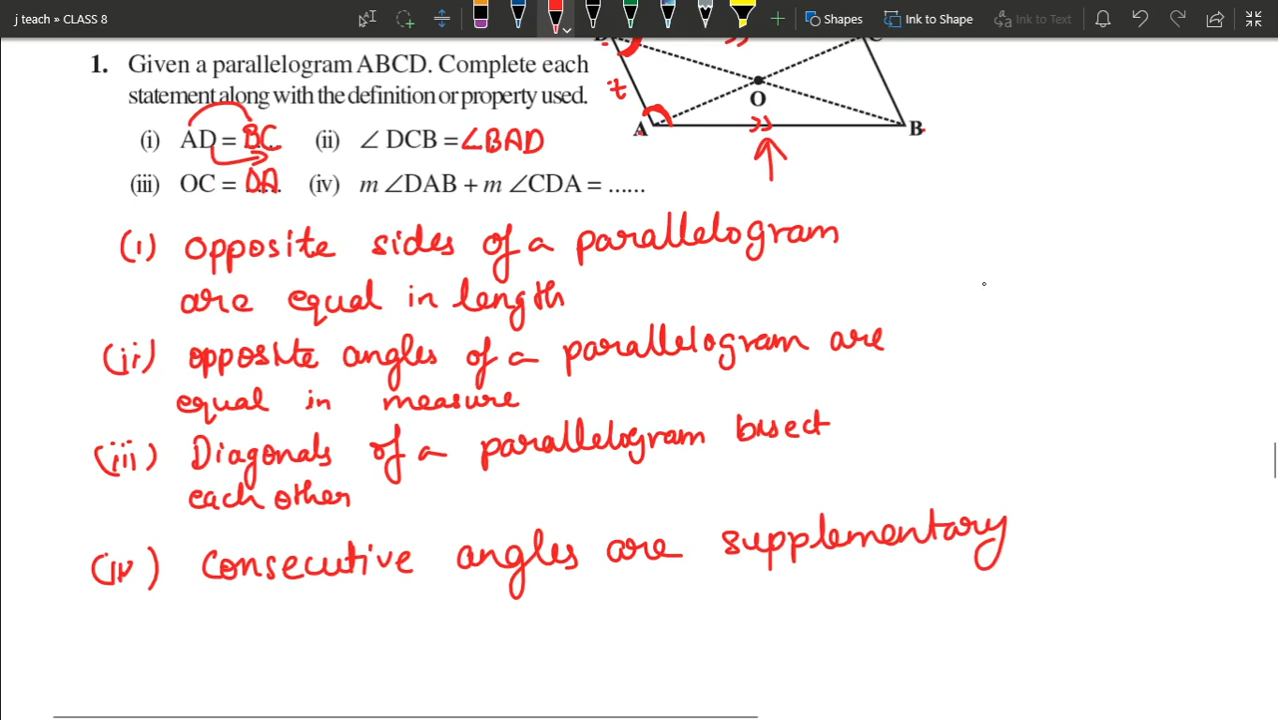 j teach » CLASS 8
Shapes
Ink to Shape
Ink to Text
1. Given a parallelogram ABCD. Complete each
statement along with the definition or property used.
(i) AD = BC (ii) ∠ DCB = ∠BAD
(iii) OC = OA (iv) m ∠DAB + m ∠CDA = ......
O
A
B
(i) opposite sides of a parallelogram
are equal in length
(ii) opposite angles of a parallelogram are
equal in measure
(iii) Diagonals of a parallelogram bisect
each other
(iv) consecutive angles are supplementary